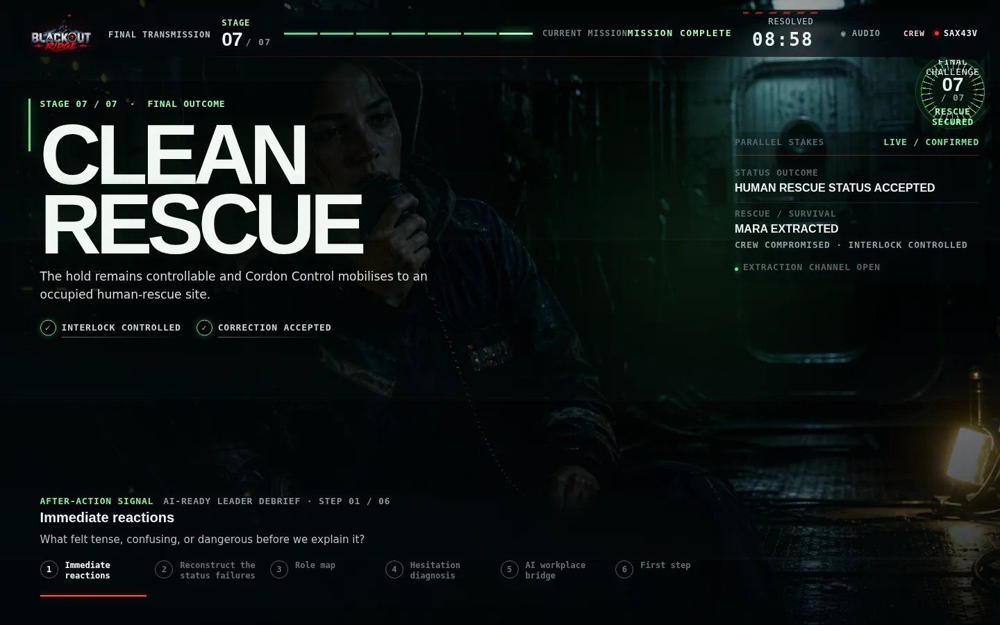 BLACKOUT
RIDGE
FINAL TRANSMISSION
STAGE
07 / 07
CURRENT MISSION
MISSION COMPLETE
RESOLVED
08:58
AUDIO
CREW
SAX43V
FINAL
CHALLENGE
07
/ 07
RESCUE
SECURED
STAGE 07 / 07 · FINAL OUTCOME
CLEAN
RESCUE
The hold remains controllable and Cordon Control mobilises to an
occupied human-rescue site.
✓ INTERLOCK CONTROLLED ✓ CORRECTION ACCEPTED
PARALLEL STAKES LIVE / CONFIRMED
STATUS OUTCOME
HUMAN RESCUE STATUS ACCEPTED
RESCUE / SURVIVAL
MARA EXTRACTED
CREW COMPROMISED · INTERLOCK CONTROLLED
EXTRACTION CHANNEL OPEN
AFTER-ACTION SIGNAL AI-READY LEADER DEBRIEF · STEP 01 / 06
Immediate reactions
What felt tense, confusing, or dangerous before we explain it?
1 Immediate
reactions
2 Reconstruct the
status failures
3 Role map
4 Hesitation
diagnosis
5 AI workplace
bridge
6 First step